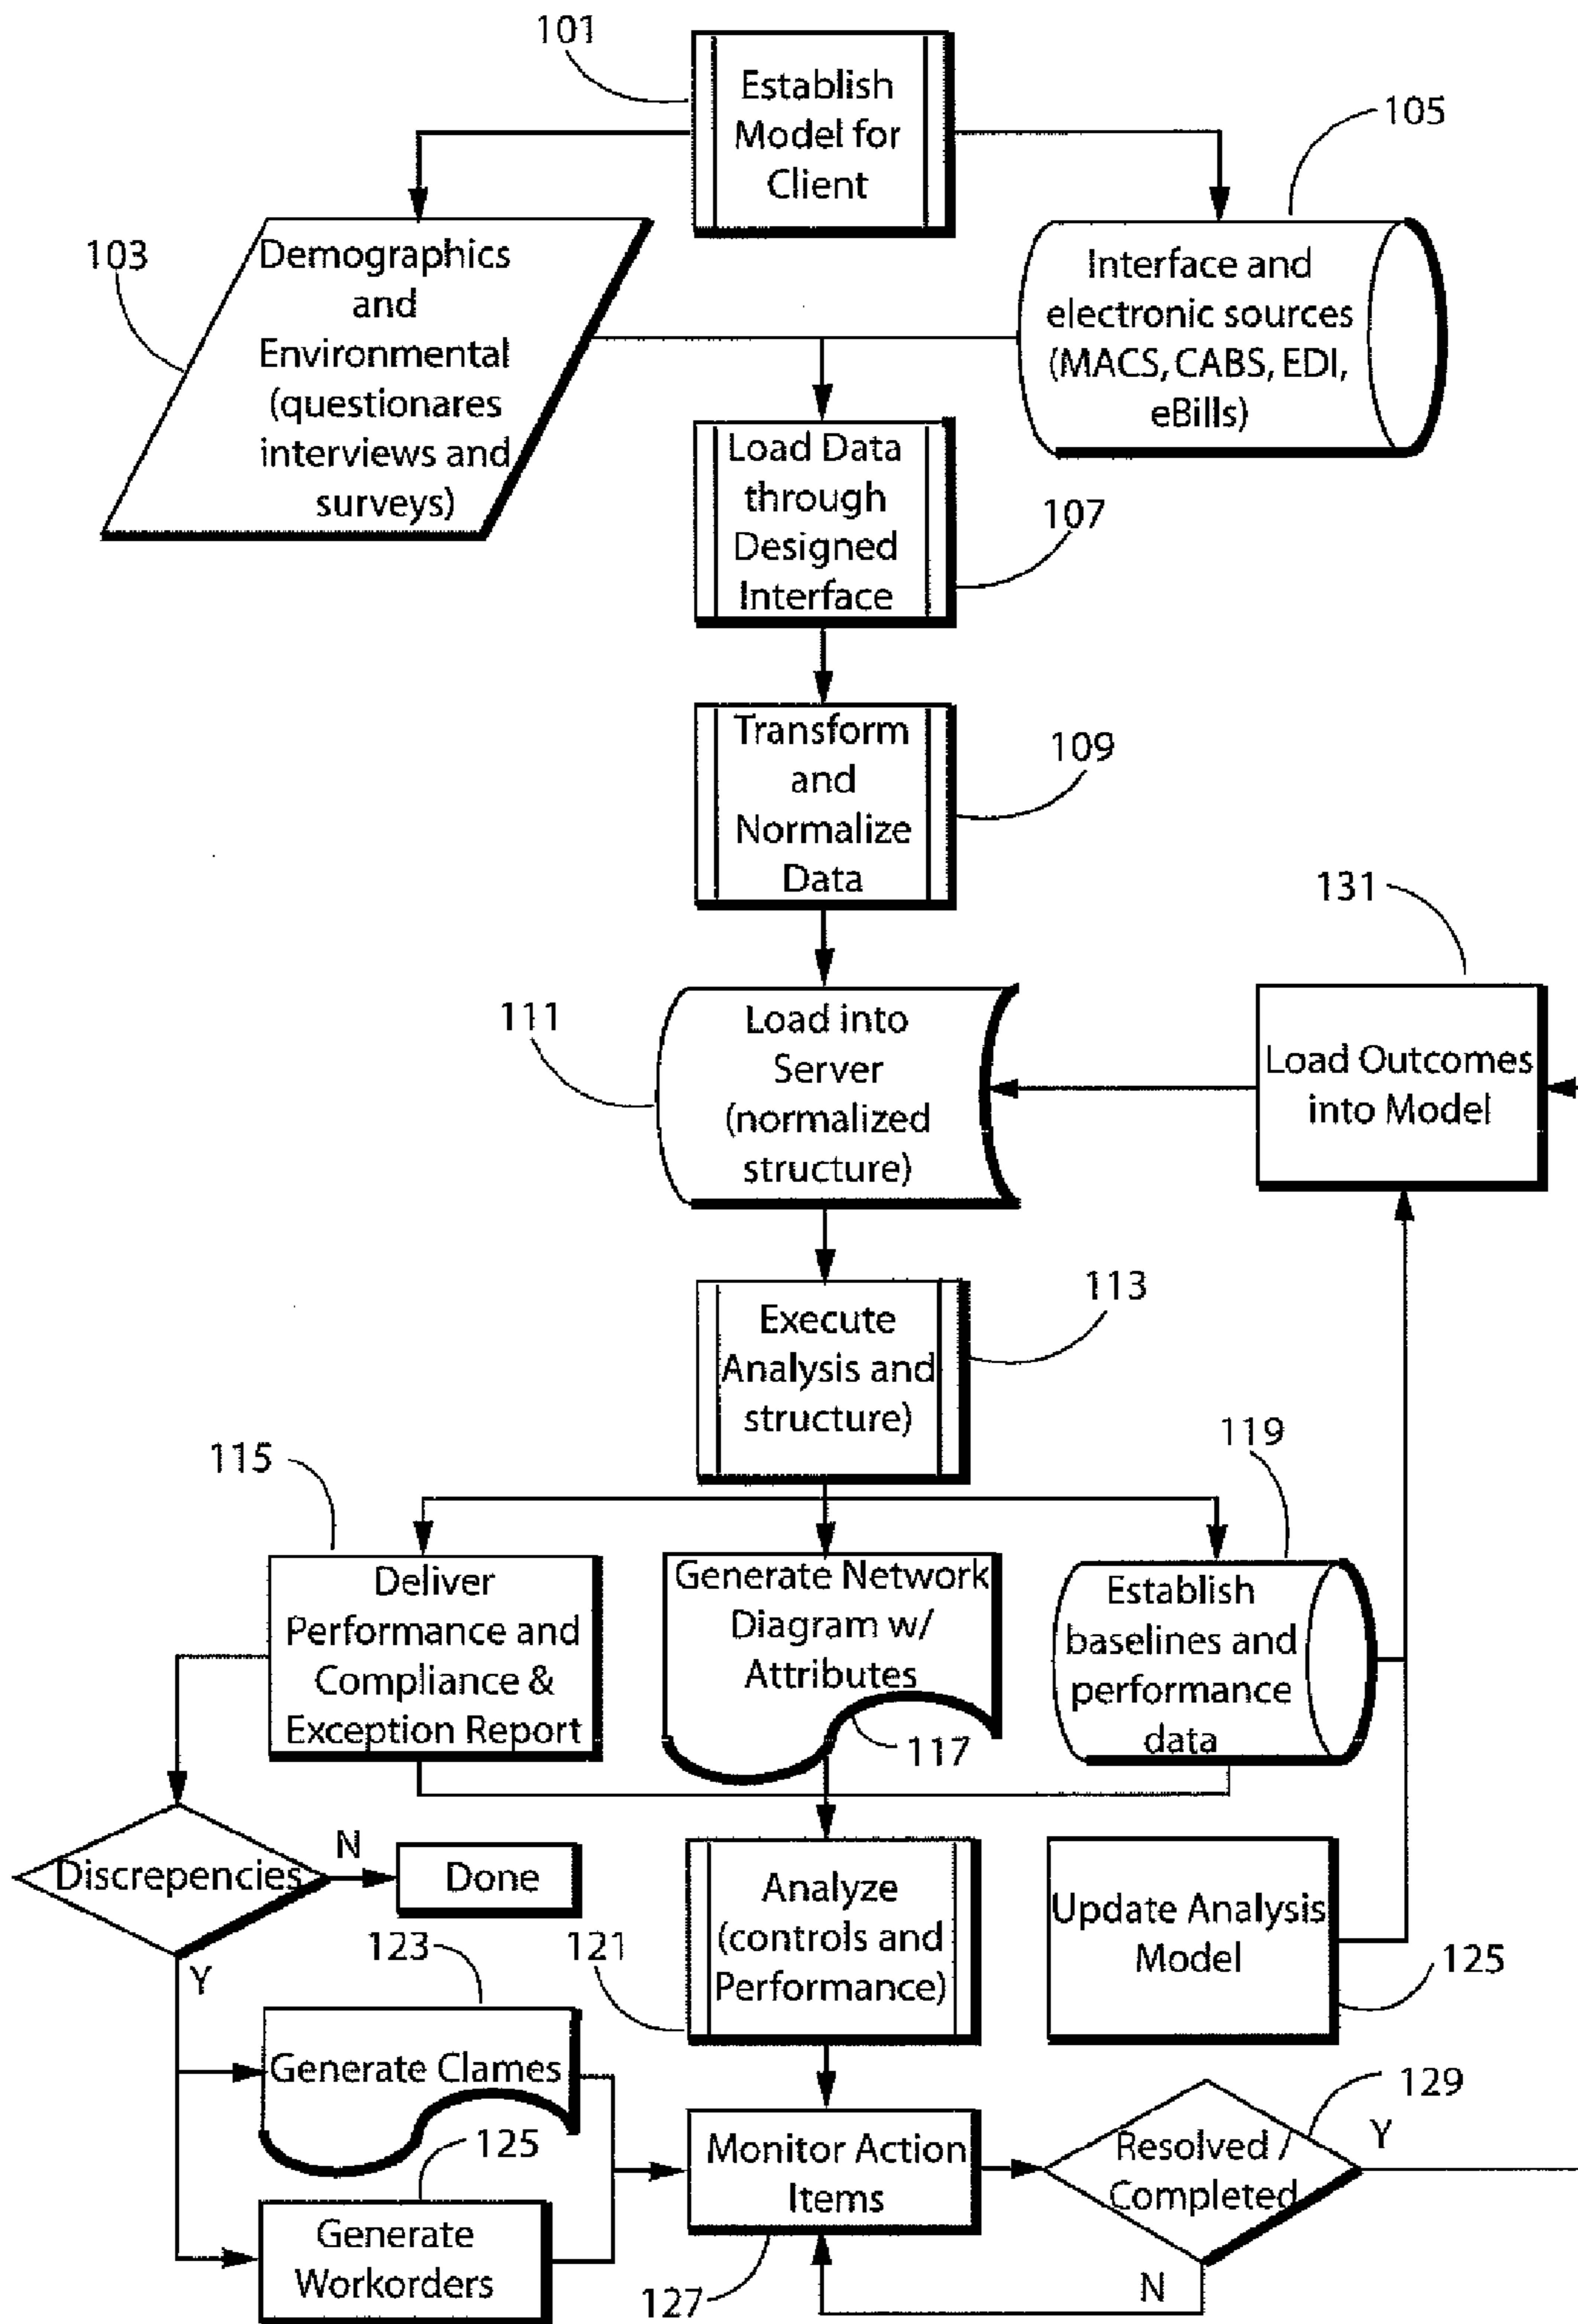 101
Establish
Model for
Client
105
103
Demographics
and
Environmental
(questionares
interviews and
surveys)
Interface and
electronic sources
(MACS, CABS, EDI,
eBills)
Load Data
through
Designed
Interface
107
Transform
and
Normalize
Data
109
131
111
Load into
Server
(normalized
structure)
Load Outcomes
into Model
Execute
Analysis and
structure)
113
115
119
Deliver
Performance and
Compliance &
Exception Report
Generate Network
Diagram w/
Attributes
117
Establish
baselines and
performance
data
Discrepencies
N
Done
Y
121
Analyze
(controls and
Performance)
Update Analysis
Model
125
123
Generate Clames
125
Generate
Workorders
Monitor Action
Items
127
129
Resolved /
Completed
Y
N